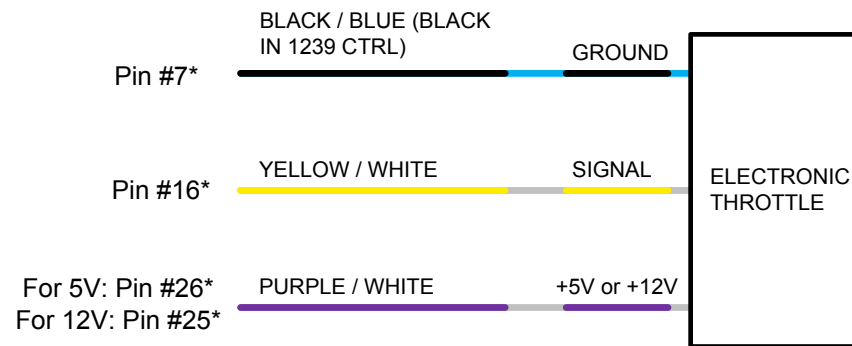 BLACK / BLUE (BLACK
IN 1239 CTRL)
GROUND
Pin #7*
YELLOW / WHITE
SIGNAL
Pin #16*
ELECTRONIC
THROTTLE
For 5V: Pin #26*
PURPLE / WHITE
+5V or +12V
For 12V: Pin #25*